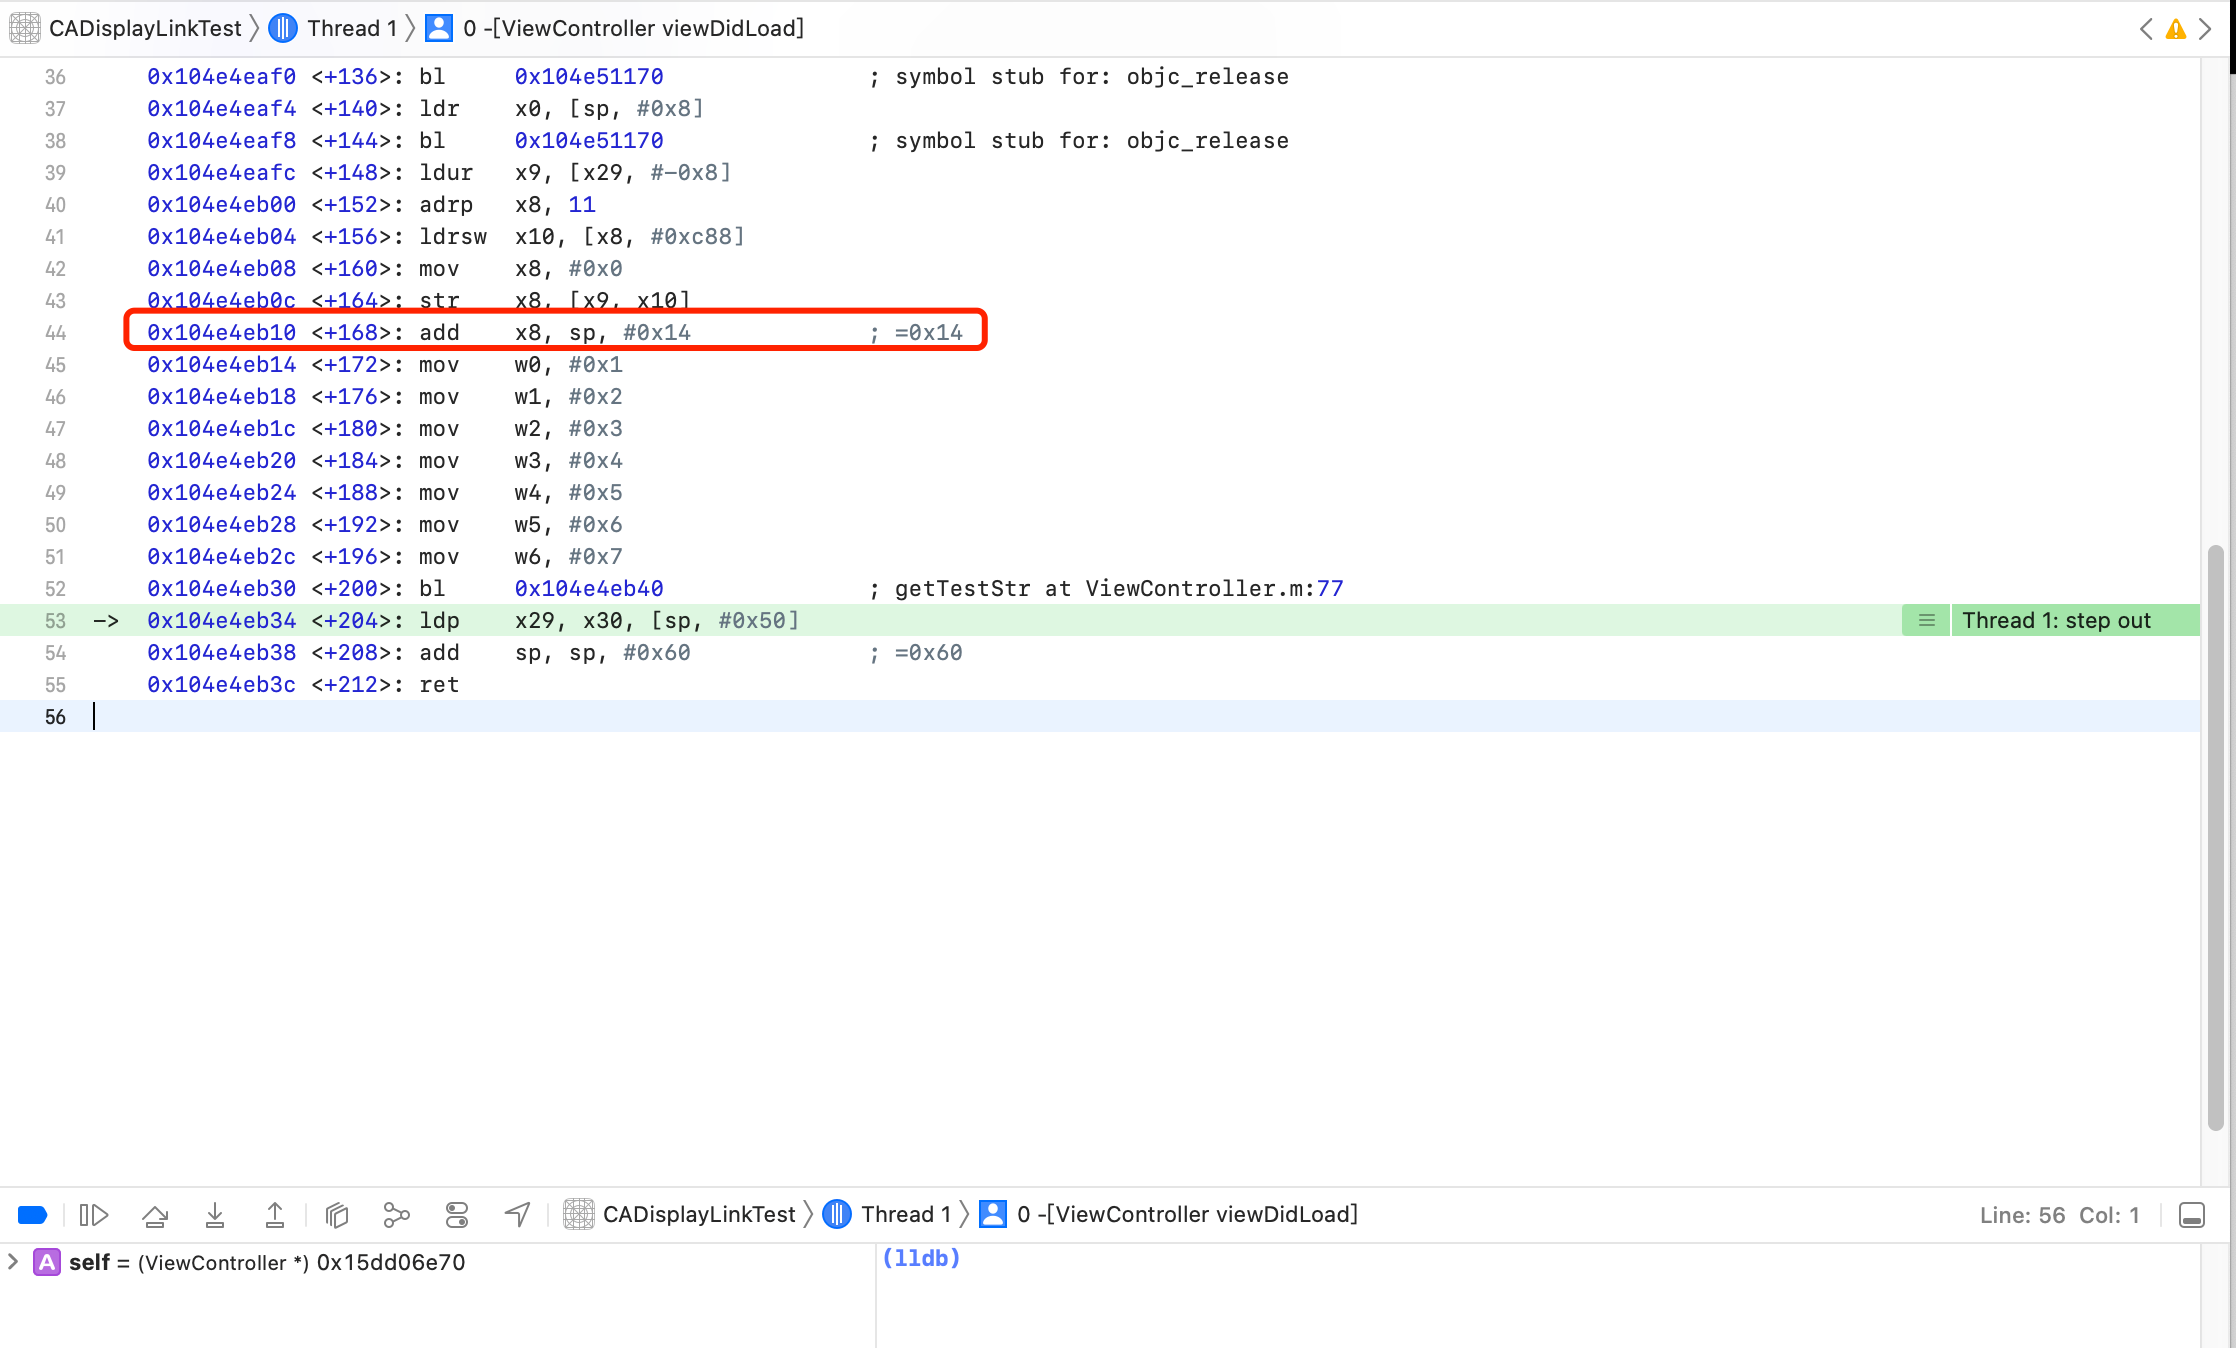 CADisplayLinkTest 〉 Thread 1 〉 0 -[ViewController viewDidLoad]
36 0x104e4eaf0 <+136>: bl 0x104e51170 ; symbol stub for: objc_release
37 0x104e4eaf4 <+140>: ldr x0, [sp, #0x8]
38 0x104e4eaf8 <+144>: bl 0x104e51170 ; symbol stub for: objc_release
39 0x104e4eafc <+148>: ldur x9, [x29, #-0x8]
40 0x104e4eb00 <+152>: adrp x8, 11
41 0x104e4eb04 <+156>: ldrsw x10, [x8, #0xc88]
42 0x104e4eb08 <+160>: mov x8, #0x0
43 0x104e4eb0c <+164>: str x8, [x9, x10]
44 0x104e4eb10 <+168>: add x8, sp, #0x14 ; =0x14
45 0x104e4eb14 <+172>: mov w0, #0x1
46 0x104e4eb18 <+176>: mov w1, #0x2
47 0x104e4eb1c <+180>: mov w2, #0x3
48 0x104e4eb20 <+184>: mov w3, #0x4
49 0x104e4eb24 <+188>: mov w4, #0x5
50 0x104e4eb28 <+192>: mov w5, #0x6
51 0x104e4eb2c <+196>: mov w6, #0x7
52 0x104e4eb30 <+200>: bl 0x104e4eb40 ; getTestStr at ViewController.m:77
53 -> 0x104e4eb34 <+204>: ldp x29, x30, [sp, #0x50] Thread 1: step out
54 0x104e4eb38 <+208>: add sp, sp, #0x60 ; =0x60
55 0x104e4eb3c <+212>: ret
56
CADisplayLinkTest 〉 Thread 1 〉 0 -[ViewController viewDidLoad] Line: 56 Col: 1
A self = (ViewController *) 0x15dd06e70
(lldb)